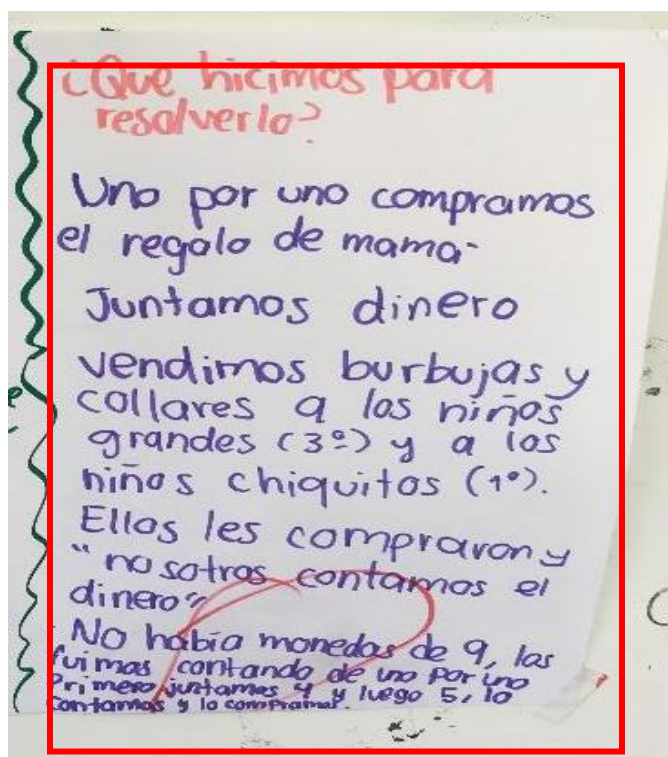 ¿Que hicimos para
resolverlo?
Uno por uno compramos
el regalo de mama.
Juntamos dinero
vendimos burbujas y
collares a los niños
grandes (3º) y a los
niños chiquitos (1º).
Ellos les compraron y
"nosotros contamos el
dinero"
No había monedas de 9, las
fuimos contando de uno por uno
Primero juntamos 4 y luego 5, lo
contamos y lo compramos.